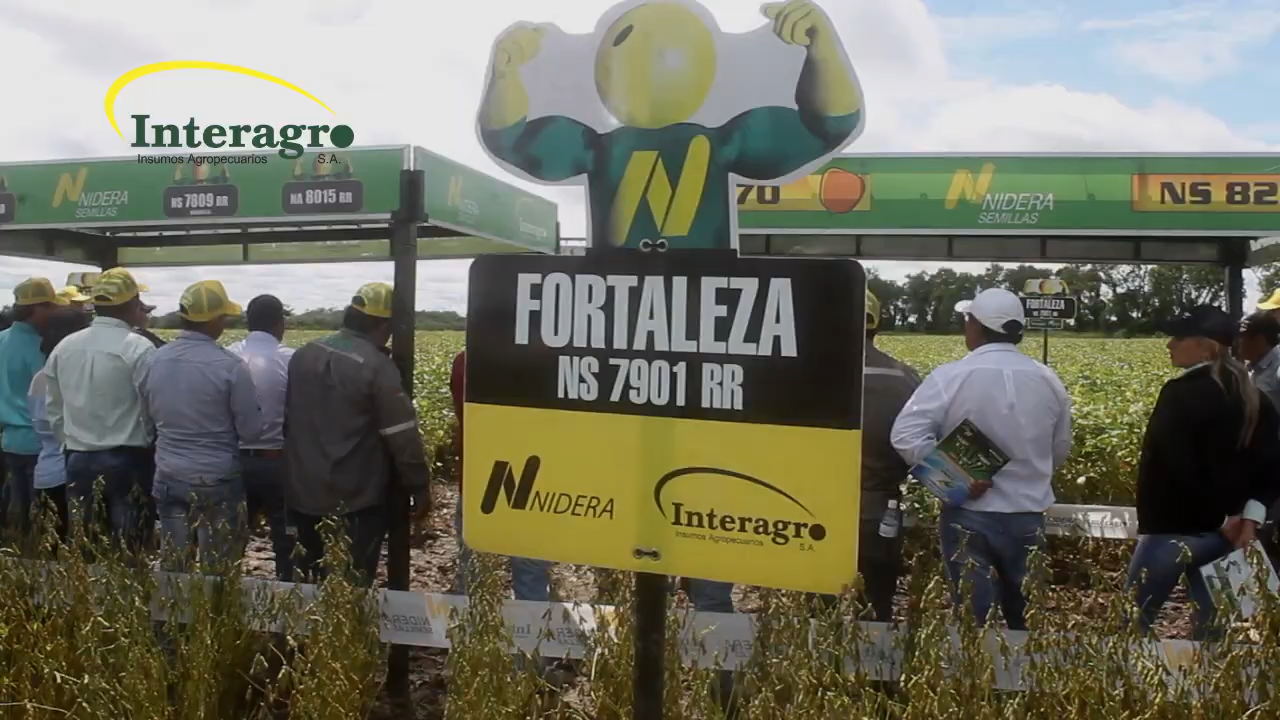 Interagro
Insumos Agropecuarios S.A.
NIDERA
SEMILLAS
NS 7809 RR
NA 8015 RR
70
NIDERA
SEMILLAS
NS 82
FORTALEZA
NS 7901 RR
NIDERA
Interagro
Insumos Agropecuarios
S.A.
FORTALEZA